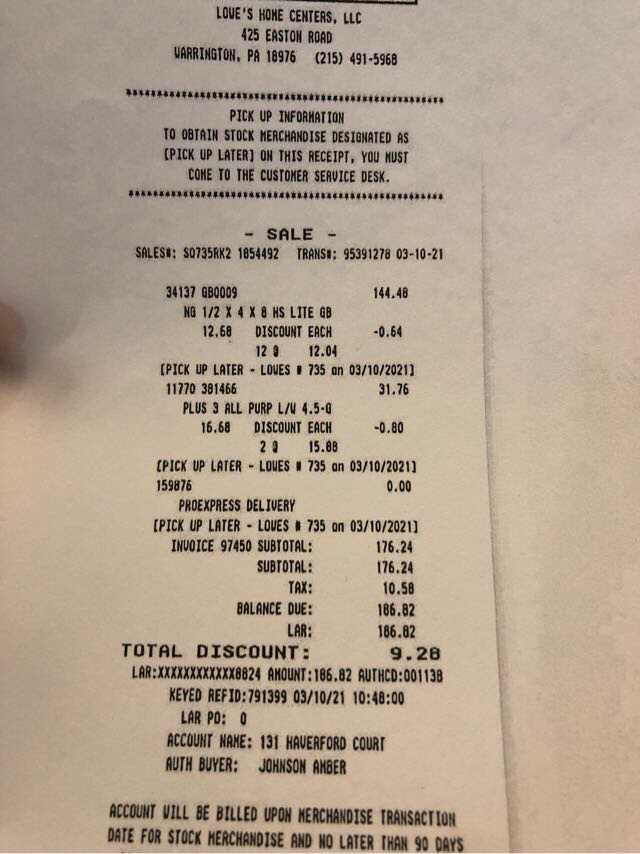 LOWE'S HOME CENTERS, LLC
425 EASTON ROAD
WARRINGTON, PA 18976 (215) 491-5968
PICK UP INFORMATION
TO OBTAIN STOCK MERCHANDISE DESIGNATED AS
[PICK UP LATER] ON THIS RECEIPT, YOU MUST
COME TO THE CUSTOMER SERVICE DESK.
- SALE -
SALES#: S0735RK2 1854492 TRANS#: 95391278 03-10-21
34137 GB0009 144.48
NG 1/2 X 4 X 8 HS LITE GB
12.68 DISCOUNT EACH -0.64
12 @ 12.04
[PICK UP LATER - LOWES # 735 on 03/10/2021]
11770 381466 31.76
PLUS 3 ALL PURP L/W 4.5-G
16.68 DISCOUNT EACH -0.80
2 @ 15.88
[PICK UP LATER - LOWES # 735 on 03/10/2021]
159876 0.00
PROEXPRESS DELIVERY
[PICK UP LATER - LOWES # 735 on 03/10/2021]
INVOICE 97450 SUBTOTAL: 176.24
SUBTOTAL: 176.24
TAX: 10.58
BALANCE DUE: 186.82
LAR: 186.82
TOTAL DISCOUNT: 9.28
LAR:XXXXXXXXXXXX8824 AMOUNT:186.82 AUTHCD:001138
KEYED REFID:791399 03/10/21 10:48:00
LAR PO: 0
ACCOUNT NAME: 131 HAVERFORD COURT
AUTH BUYER: JOHNSON AMBER
ACCOUNT WILL BE BILLED UPON MERCHANDISE TRANSACTION
DATE FOR STOCK MERCHANDISE AND NO LATER THAN 90 DAYS